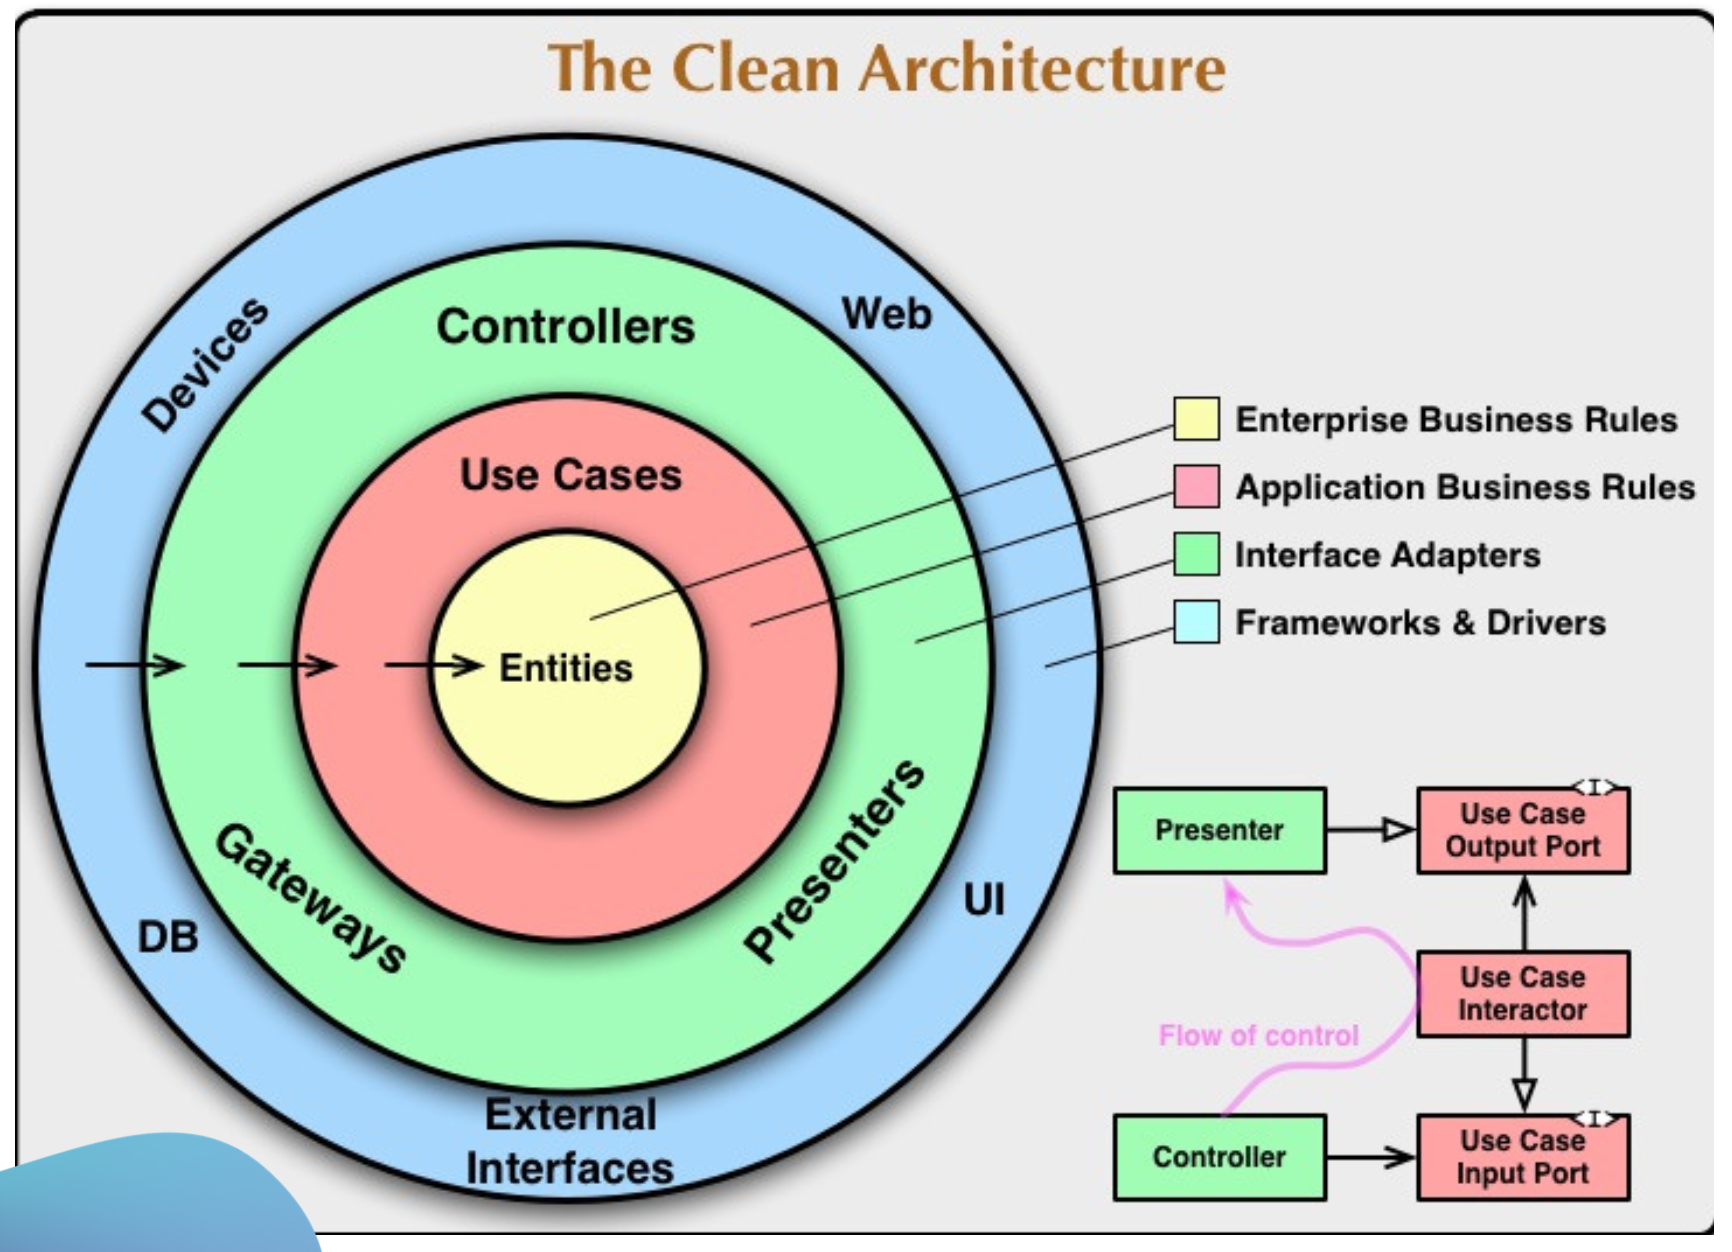 The Clean Architecture
Devices
Controllers
Web
Use Cases
Entities
Gateways
Presenters
DB
UI
External
Interfaces
Enterprise Business Rules
Application Business Rules
Interface Adapters
Frameworks & Drivers
Presenter
<I>
Use Case
Output Port
Use Case
Interactor
Flow of control
Controller
<I>
Use Case
Input Port